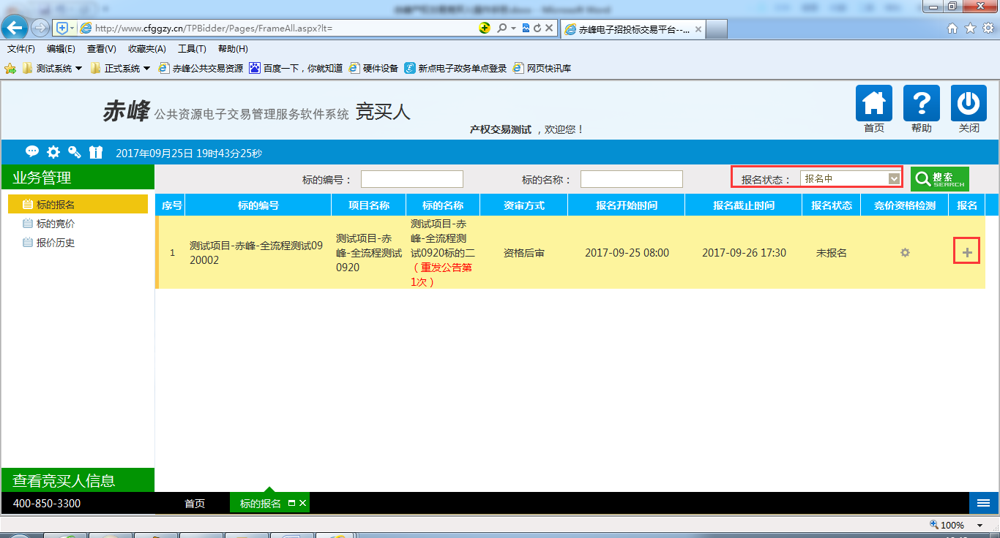 http://www.cfggzy.cn/TPBidder/Pages/FrameAll.aspx?lt=
赤峰电子招投标交易平台--...
文件(F) 编辑(E) 查看(V) 收藏夹(A) 工具(T) 帮助(H)
测试系统 正式系统 赤峰公共交易资源 百度一下，你就知道 硬件设备 新点电子政务单点登录 网页快讯库
赤峰 公共资源电子交易管理服务软件系统 竞买人
产权交易测试 ，欢迎您！
首页 帮助 关闭
2017年09月25日 19时43分25秒
业务管理
标的编号： 标的名称： 报名状态： 报名中 搜索
SEARCH
标的报名
标的竞价
报价历史
序号 标的编号 项目名称 标的名称 资审方式 报名开始时间 报名截止时间 报名状态 竞价资格检测 报名
1
测试项目-赤峰-全流程测试09
20002
测试项目-赤
峰-全流程测试
0920
测试项目-赤
峰-全流程测
试0920标的二
（重发公告第
1次）
资格后审 2017-09-25 08:00 2017-09-26 17:30 未报名
查看竞买人信息
400-850-3300 首页 标的报名
100%